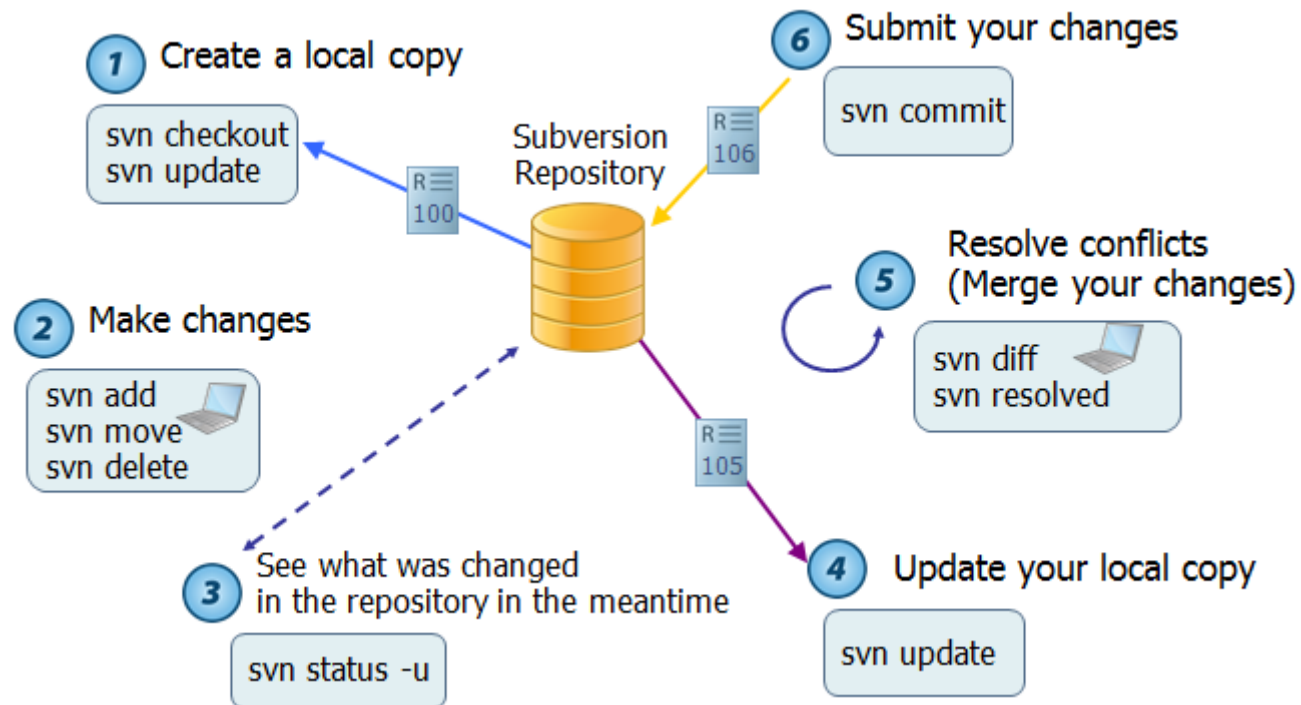 1
Create a local copy
svn checkout
svn update
R
100
Subversion
Repository
6
Submit your changes
svn commit
R
106
2
Make changes
svn add
svn move
svn delete
3
See what was changed
in the repository in the meantime
svn status -u
R
105
4
Update your local copy
svn update
5
Resolve conflicts
(Merge your changes)
svn diff
svn resolved